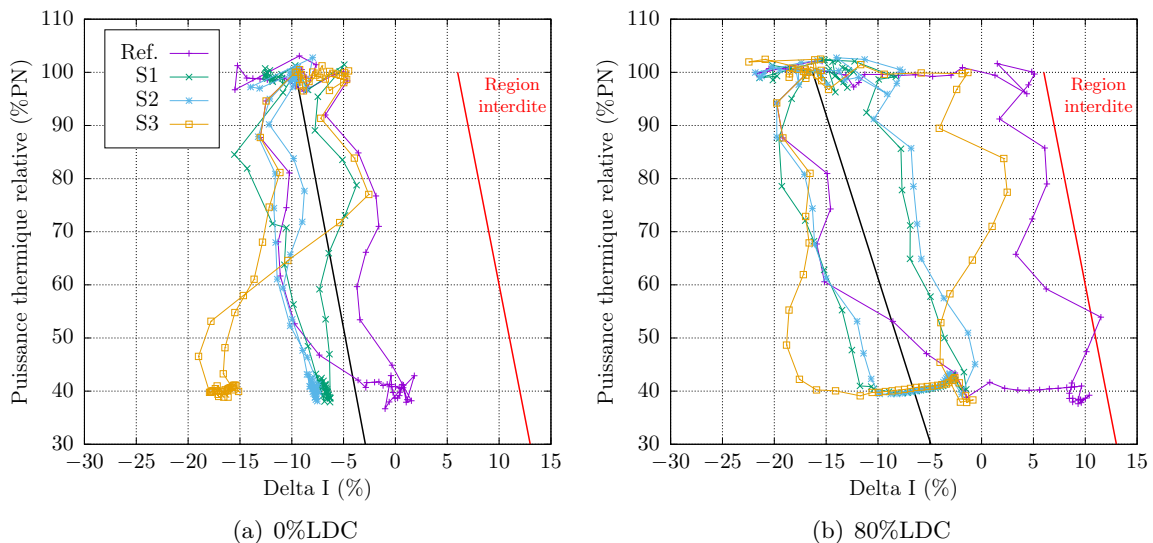 Puissance thermique relative (%PN)
110
100
90
80
70
60
50
40
30
Ref.
S1
S2
S3
Region
interdite
−30 −25 −20 −15 −10 −5 0 5 10 15
Delta I (%)
(a) 0%LDC
Puissance thermique relative (%PN)
110
100
90
80
70
60
50
40
30
Region
interdite
−30 −25 −20 −15 −10 −5 0 5 10 15
Delta I (%)
(b) 80%LDC